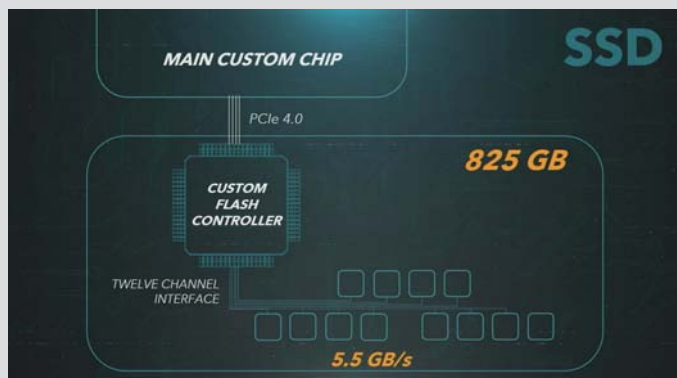 SSD
MAIN CUSTOM CHIP
PCIe 4.0
825 GB
CUSTOM
FLASH
CONTROLLER
TWELVE CHANNEL
INTERFACE
5.5 GB/s